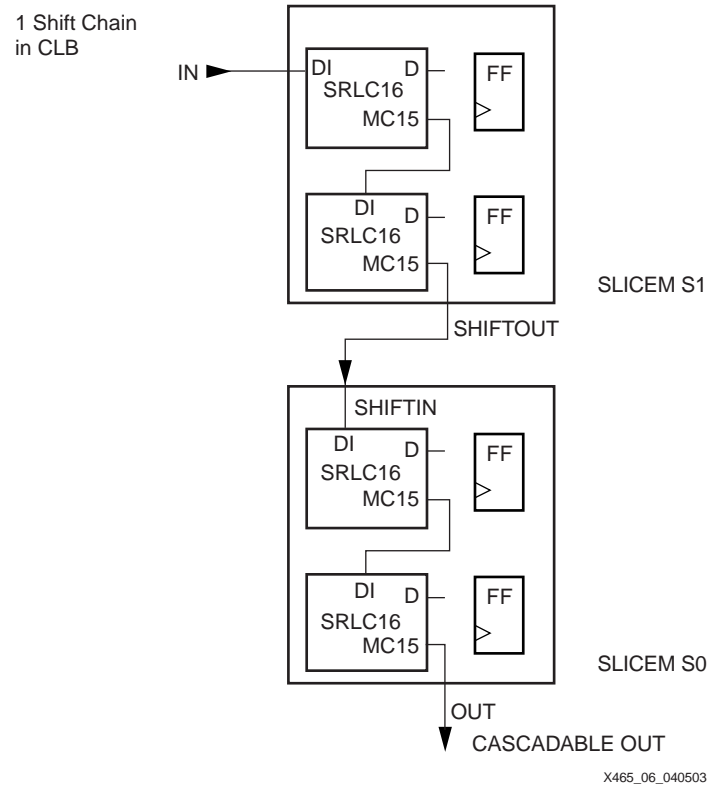 1 Shift Chain
in CLB
IN
DI D
SRLC16
MC15
FF
DI D
SRLC16
MC15
FF
SLICEM S1
SHIFTOUT
SHIFTIN
DI D
SRLC16
MC15
FF
DI D
SRLC16
MC15
FF
SLICEM S0
OUT
CASCADABLE OUT
X465_06_040503